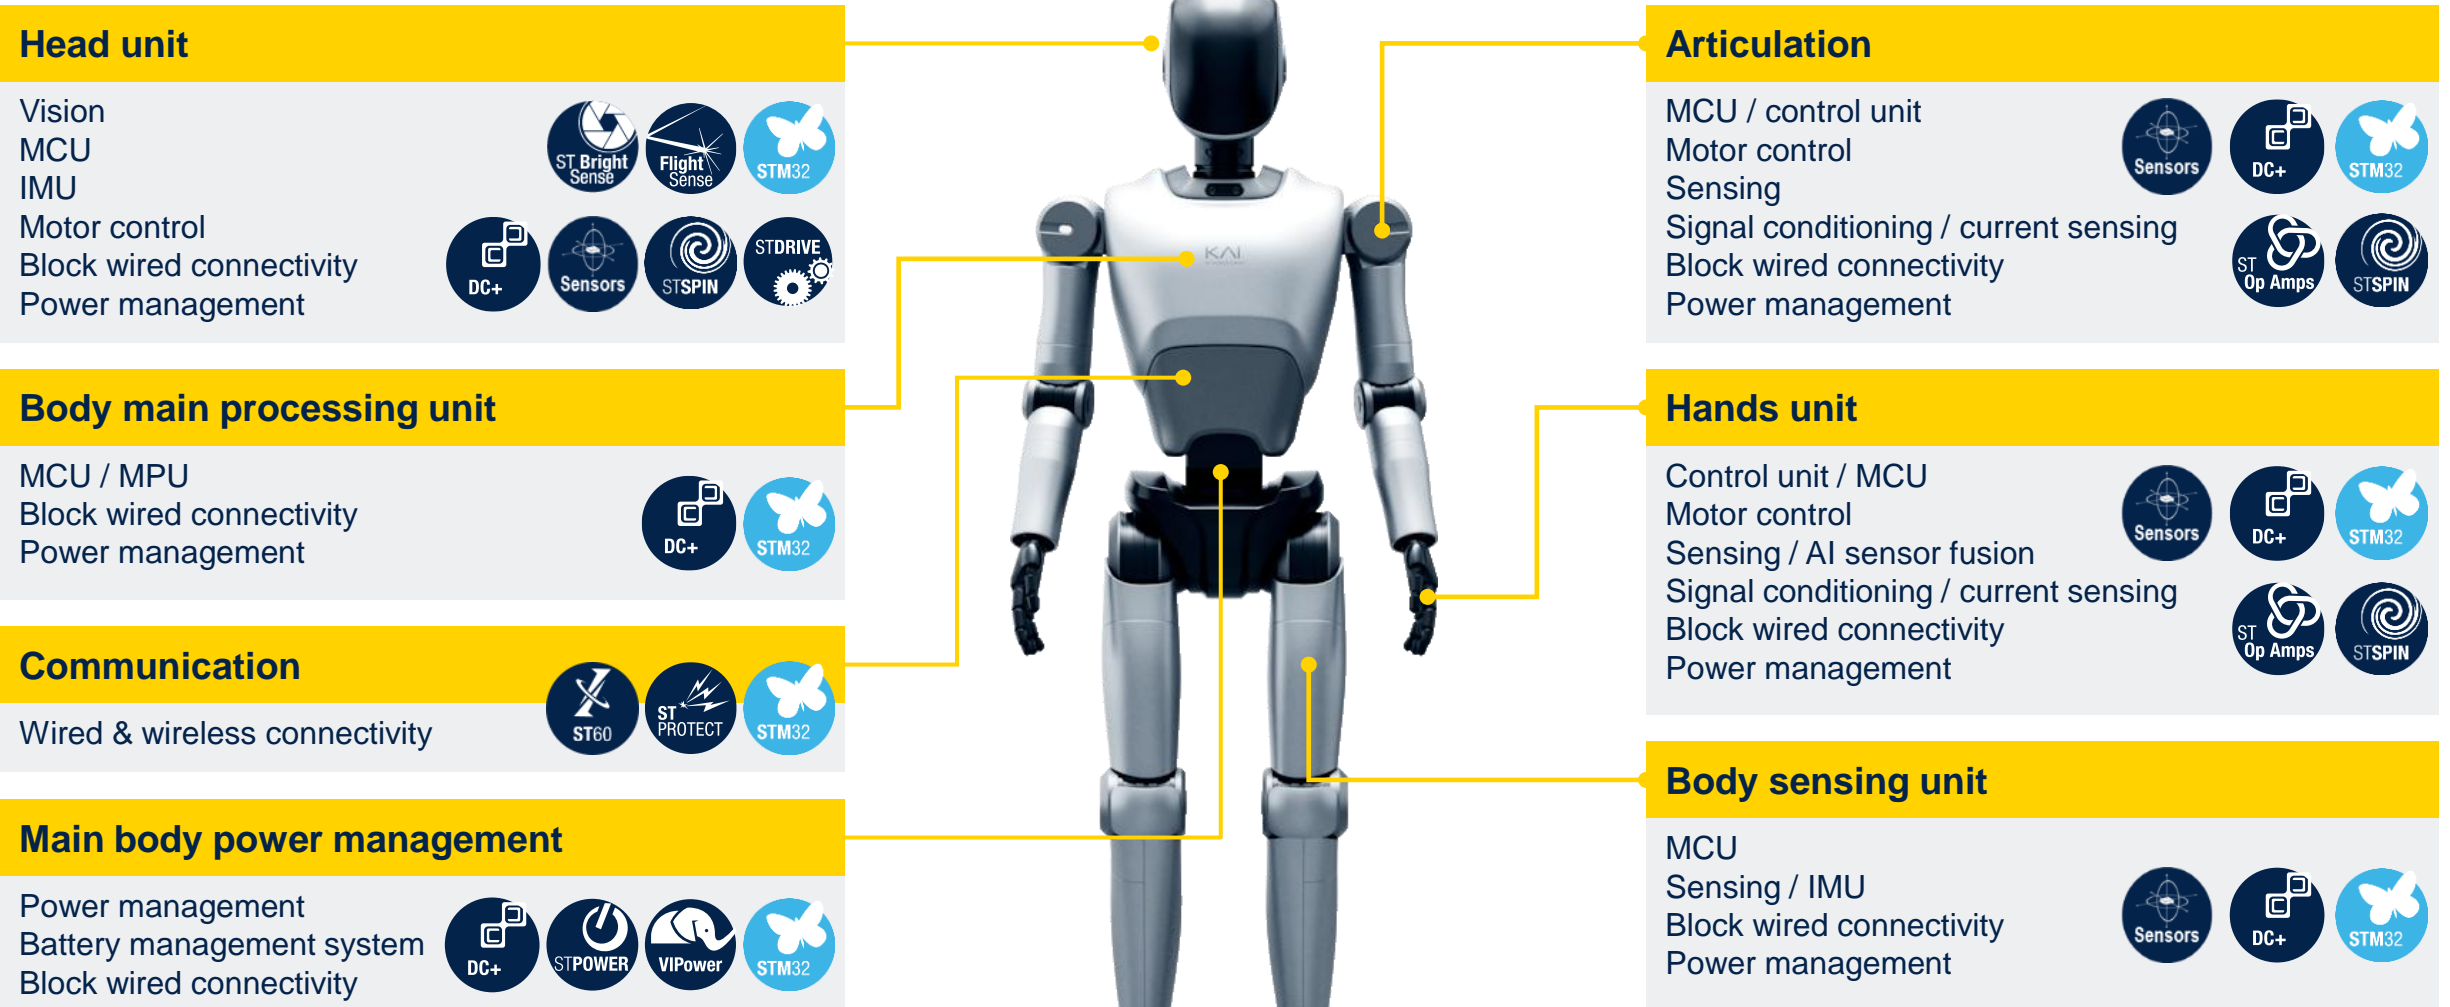 Head unit
Vision
MCU
IMU
Motor control
Block wired connectivity
Power management
ST Bright
Sense
Flight
Sense
STM32
DC+
Sensors
STSPIN
STDRIVE
Body main processing unit
MCU / MPU
Block wired connectivity
Power management
DC+
STM32
Communication
Wired & wireless connectivity
ST60
ST
PROTECT
STM32
Main body power management
Power management
Battery management system
Block wired connectivity
DC+
STPOWER
VIPower
STM32
KAI
Articulation
MCU / control unit
Motor control
Sensing
Signal conditioning / current sensing
Block wired connectivity
Power management
Sensors
DC+
STM32
ST
Op Amps
STSPIN
Hands unit
Control unit / MCU
Motor control
Sensing / AI sensor fusion
Signal conditioning / current sensing
Block wired connectivity
Power management
Sensors
DC+
STM32
ST
Op Amps
STSPIN
Body sensing unit
MCU
Sensing / IMU
Block wired connectivity
Power management
Sensors
DC+
STM32